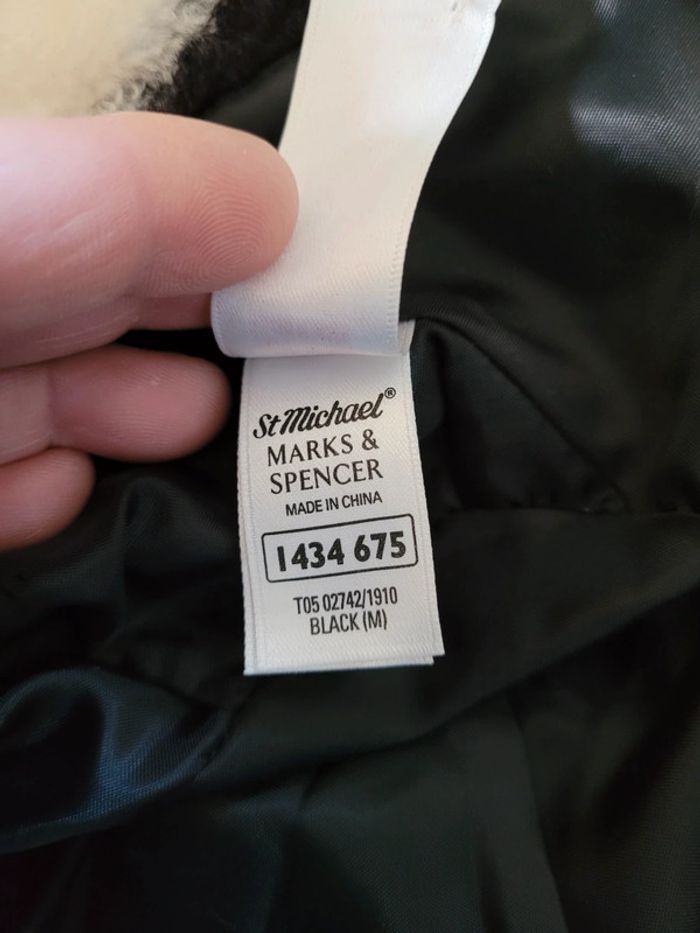 St Michael®
MARKS &
SPENCER
MADE IN CHINA
1434 675
T05 02742/1910
BLACK (M)